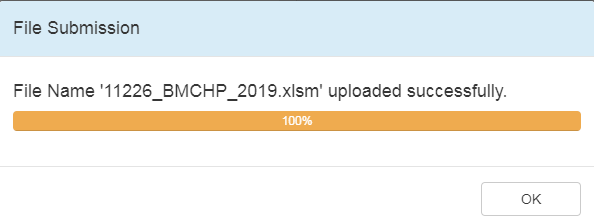 File Submission
File Name '11226_BMCHP_2019.xlsm' uploaded successfully.
100%
OK